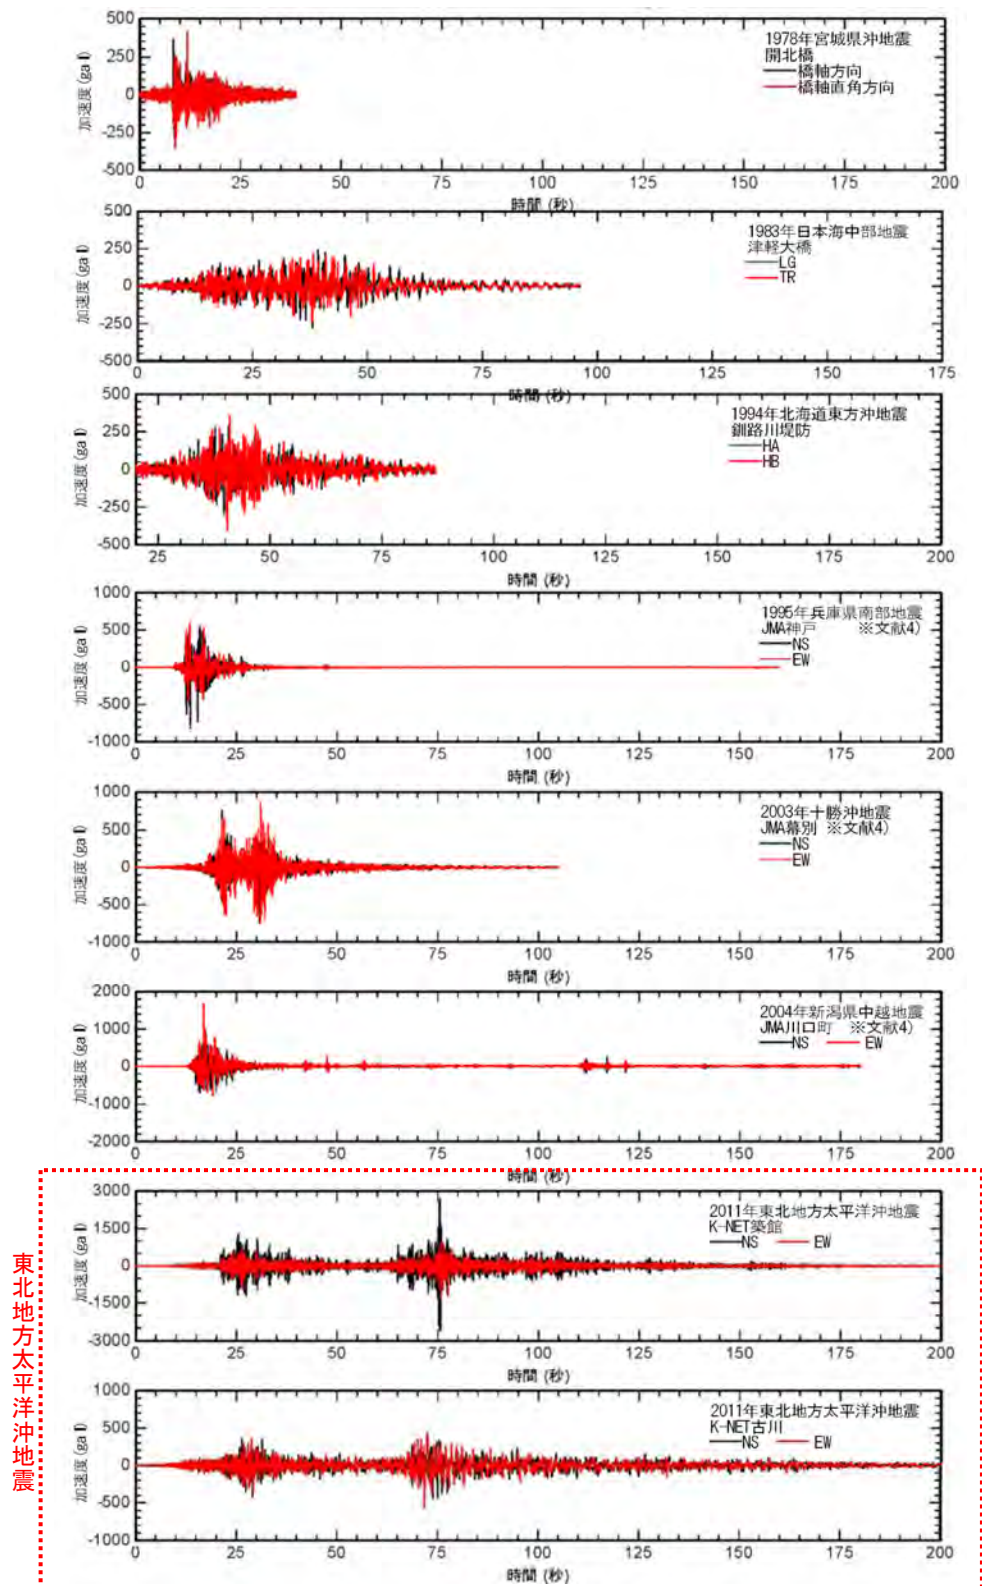 500
250
0
-250
-500
加速度(gal)
1978年宮城県沖地震
開北橋
橋軸方向
橋軸直角方向
0 25 50 75 100 125 150 175 200
時間 (秒)
500
250
0
-250
-500
加速度(gal)
1983年日本海中部地震
津軽大橋
LG
TR
0 25 50 75 100 125 150 175
時間 (秒)
500
250
0
-250
-500
加速度(gal)
1994年北海道東方沖地震
釧路川堤防
HA
HB
25 50 75 100 125 150 175 200
時間 (秒)
1000
500
0
-500
-1000
加速度(gal)
1995年兵庫県南部地震
JMA神戸 ※文献4)
NS
EW
0 25 50 75 100 125 150 175 200
時間 (秒)
1000
500
0
-500
-1000
加速度(gal)
2003年十勝沖地震
JMA幕別 ※文献4)
NS
EW
0 25 50 75 100 125 150 175 200
時間 (秒)
2000
1000
0
-1000
-2000
加速度(gal)
2004年新潟県中越地震
JMA川口町 ※文献4)
NS EW
0 25 50 75 100 125 150 175 200
時間 (秒)
東北地方太平洋沖地震
3000
1500
0
-1500
-3000
加速度(gal)
2011年東北地方太平洋沖地震
K-NET築館
NS EW
0 25 50 75 100 125 150 175 200
時間 (秒)
1000
500
0
-500
-1000
加速度(gal)
2011年東北地方太平洋沖地震
K-NET古川
NS EW
0 25 50 75 100 125 150 175 200
時間 (秒)